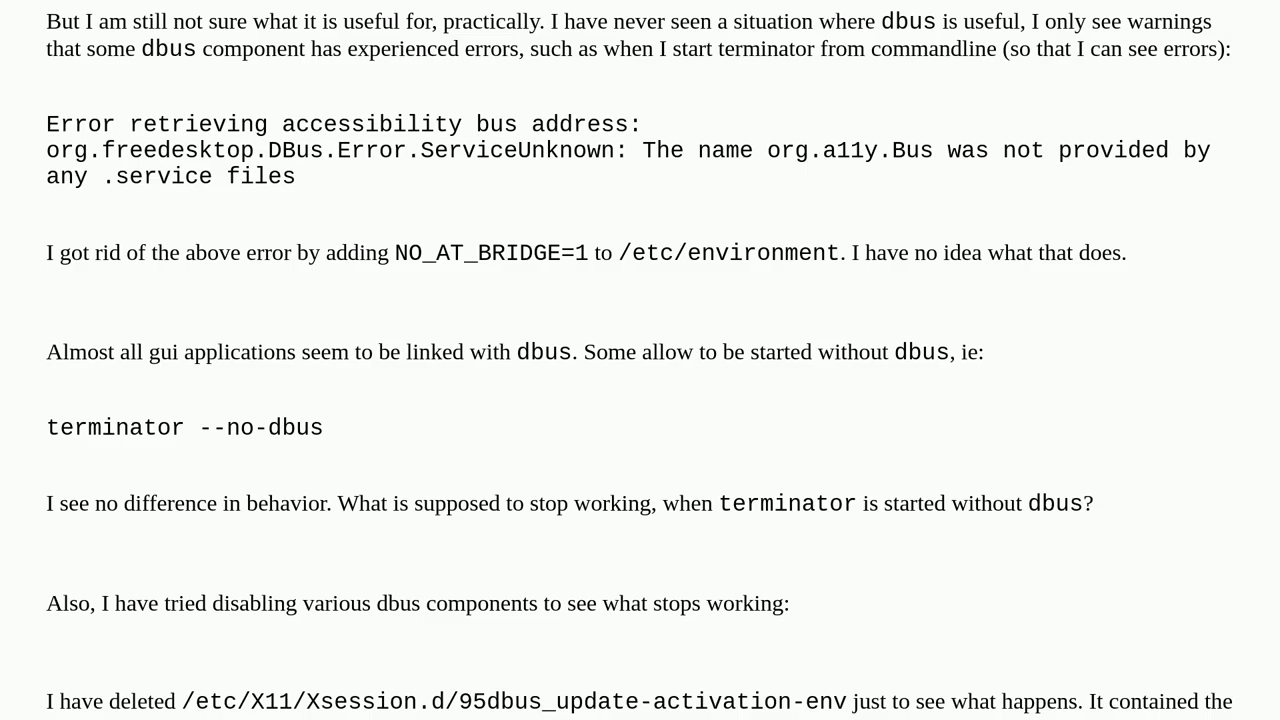 But I am still not sure what it is useful for, practically. I have never seen a situation where dbus is useful, I only see warnings
that some dbus component has experienced errors, such as when I start terminator from commandline (so that I can see errors):
Error retrieving accessibility bus address:
org.freedesktop.DBus.Error.ServiceUnknown: The name org.a11y.Bus was not provided by
any .service files
I got rid of the above error by adding NO_AT_BRIDGE=1 to /etc/environment. I have no idea what that does.
Almost all gui applications seem to be linked with dbus. Some allow to be started without dbus, ie:
terminator --no-dbus
I see no difference in behavior. What is supposed to stop working, when terminator is started without dbus?
Also, I have tried disabling various dbus components to see what stops working:
I have deleted /etc/X11/Xsession.d/95dbus_update-activation-env just to see what happens. It contained the